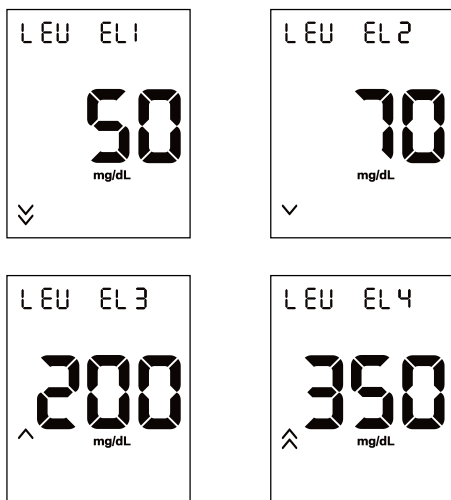 LEU EL1
50
mg/dL
LEU EL2
70
mg/dL
LEU EL3
200
mg/dL
LEU EL4
350
mg/dL